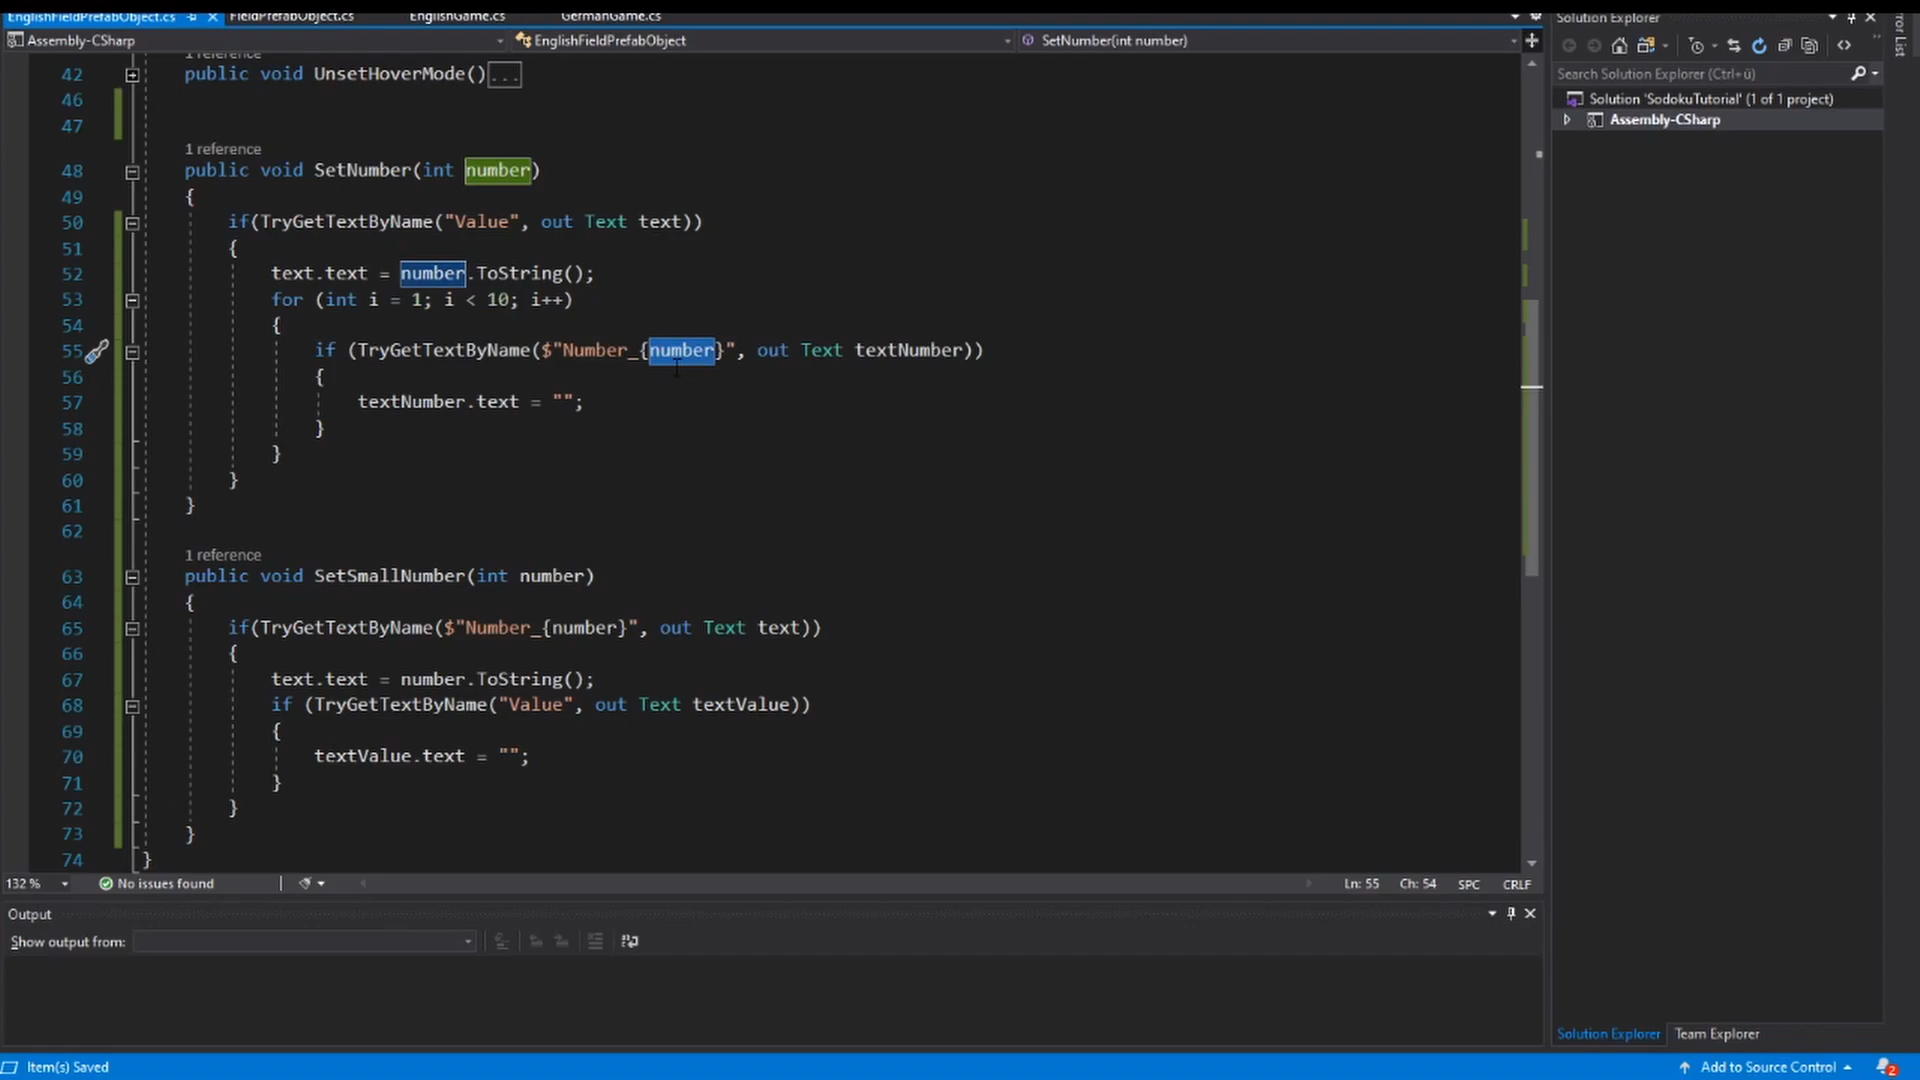 EnglishFieldPrefabObject.cs FieldPrefabObject.cs EnglishGame.cs GermanGame.cs
Assembly-CSharp EnglishFieldPrefabObject SetNumber(int number)
1 reference
42 public void UnsetHoverMode()...
46
47
1 reference
48 public void SetNumber(int number)
49 {
50 if(TryGetTextByName("Value", out Text text))
51 {
52 text.text = number.ToString();
53 for (int i = 1; i < 10; i++)
54 {
55 if (TryGetTextByName($"Number_{number}", out Text textNumber))
56 {
57 textNumber.text = "";
58 }
59 }
60 }
61 }
62
1 reference
63 public void SetSmallNumber(int number)
64 {
65 if(TryGetTextByName($"Number_{number}", out Text text))
66 {
67 text.text = number.ToString();
68 if (TryGetTextByName("Value", out Text textValue))
69 {
70 textValue.text = "";
71 }
72 }
73 }
74 }
132 % No issues found Ln: 55 Ch: 54 SPC CRLF
Output
Show output from:
Solution Explorer
Search Solution Explorer (Ctrl+ü)
Solution 'SodokuTutorial' (1 of 1 project)
Assembly-CSharp
Solution Explorer Team Explorer
Error List
Item(s) Saved Add to Source Control 2